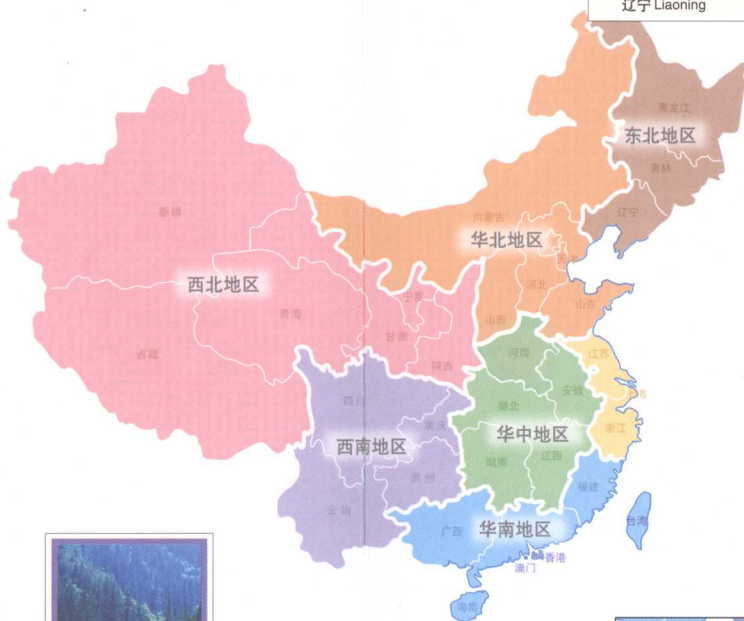 辽宁 Liaoning
黑龙江
东北地区
吉林
辽宁
新疆
内蒙古
华北地区
天津
河北
西北地区
青海
宁夏
山东
山西
甘肃
西藏
陕西
河南
江苏
安徽
四川
湖北
上海
重庆
华中地区
浙江
西南地区
湖南
江西
贵州
福建
云南
广西
华南地区
台湾
香港
澳门
海南